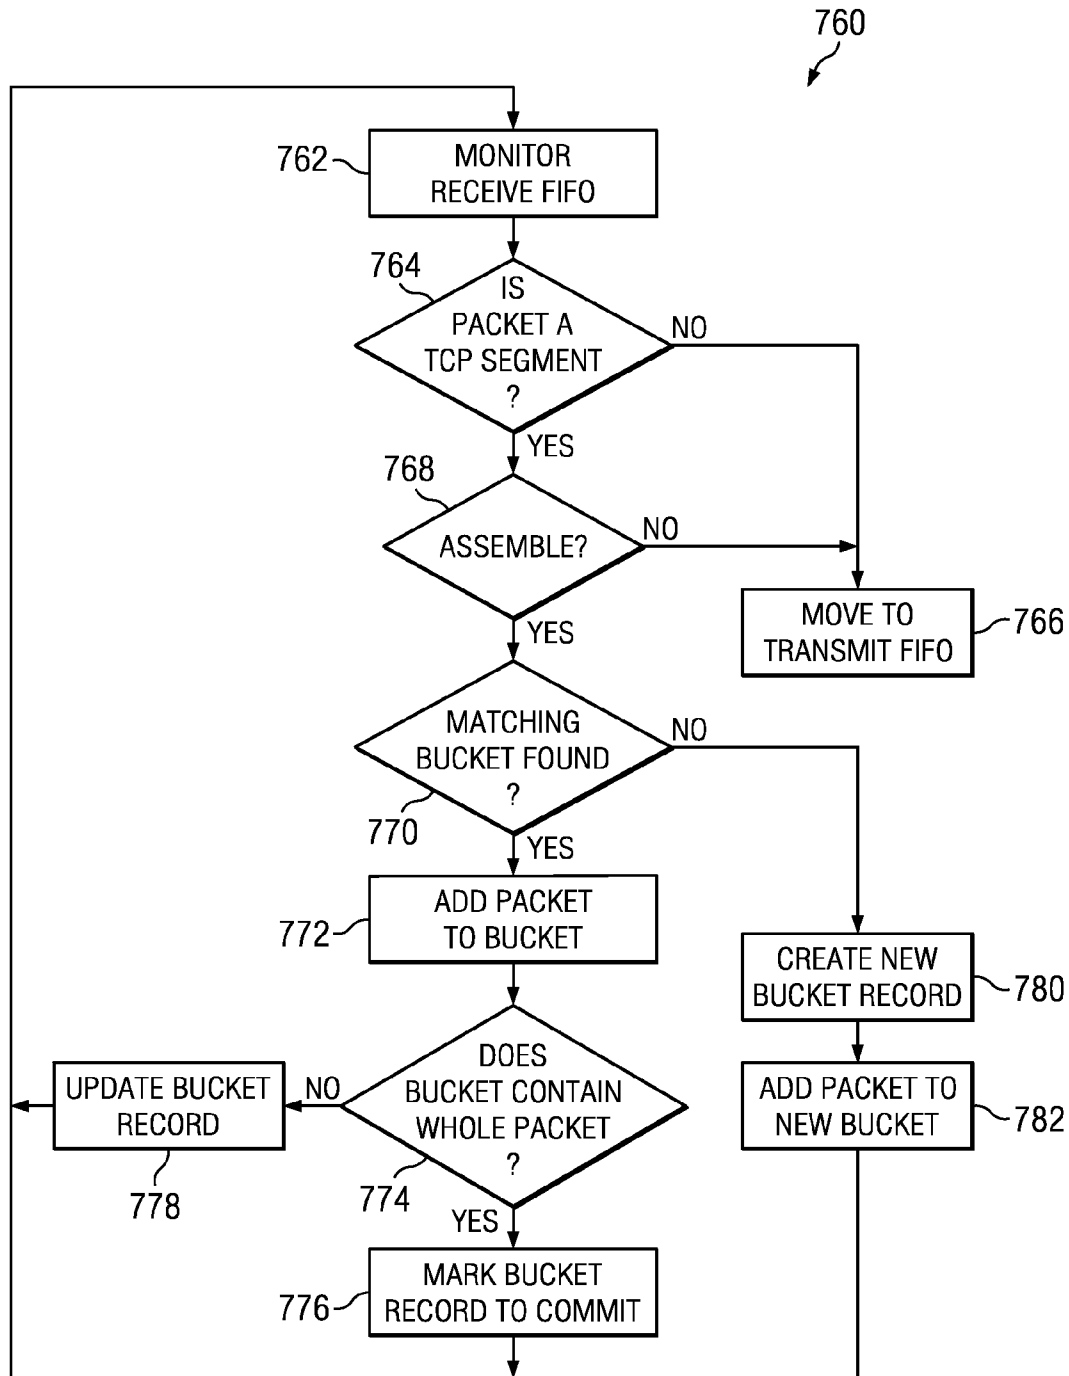 760
762
MONITOR
RECEIVE FIFO
764
IS
PACKET A
TCP SEGMENT
?
NO
YES
768
ASSEMBLE?
NO
YES
MOVE TO
TRANSMIT FIFO
766
MATCHING
BUCKET FOUND
?
NO
770
YES
772
ADD PACKET
TO BUCKET
CREATE NEW
BUCKET RECORD
780
DOES
BUCKET CONTAIN
WHOLE PACKET
?
NO
UPDATE BUCKET
RECORD
778
774
ADD PACKET TO
NEW BUCKET
782
YES
776
MARK BUCKET
RECORD TO COMMIT